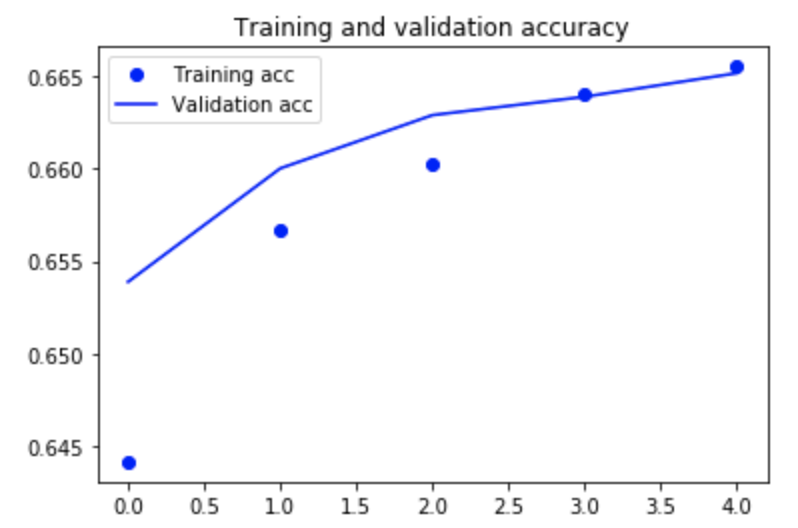 Training and validation accuracy
Training acc
Validation acc
0.665
0.660
0.655
0.650
0.645
0.0 0.5 1.0 1.5 2.0 2.5 3.0 3.5 4.0